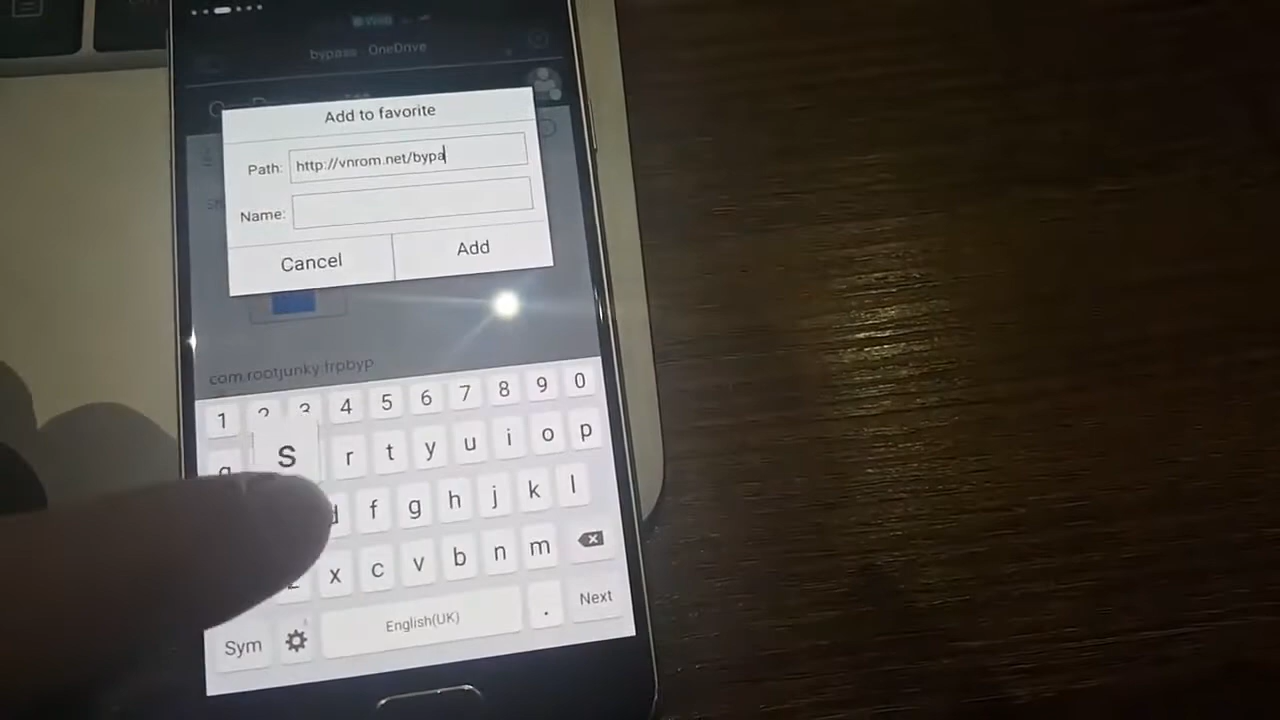 bypass - OneDrive
Add to favorite
Path: http://vnrom.net/bypa
Name:
Cancel Add
com.rootjunky.frpbyp
1 2 3 4 5 6 7 8 9 0
s r t y u i o p
d f g h j k l
x c v b n m
Sym English(UK) . Next